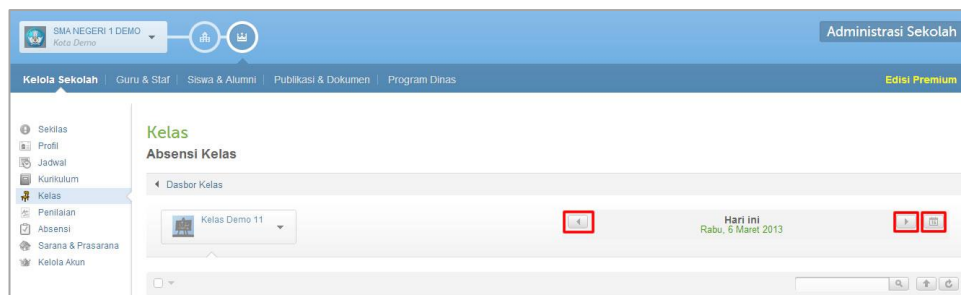 SMA NEGERI 1 DEMO
Kota Demo
Administrasi Sekolah
Kelola Sekolah | Guru & Staf | Siswa & Alumni | Publikasi & Dokumen | Program Dinas
Edisi Premium
Sekilas
Profil
Jadwal
Kurikulum
Kelas
Penilaian
Absensi
Sarana & Prasarana
Kelola Akun
Kelas
Absensi Kelas
Dasbor Kelas
Kelas Demo 11
Hari ini
Rabu, 6 Maret 2013